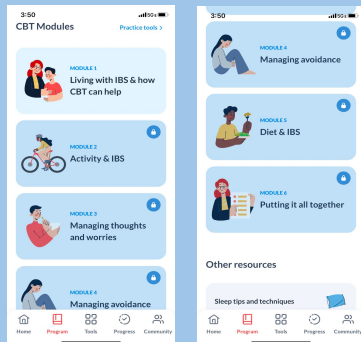 3:50
5G
CBT Modules
Practice tools >
MODULE 1
Living with IBS & how
CBT can help
MODULE 2
Activity & IBS
MODULE 3
Managing thoughts
and worries
MODULE 4
Managing avoidance
Home Program Tools Progress Community
3:50
5G
MODULE 4
Managing avoidance
MODULE 5
Diet & IBS
MODULE 6
Putting it all together
Other resources
Sleep tips and techniques
Home Program Tools Progress Community